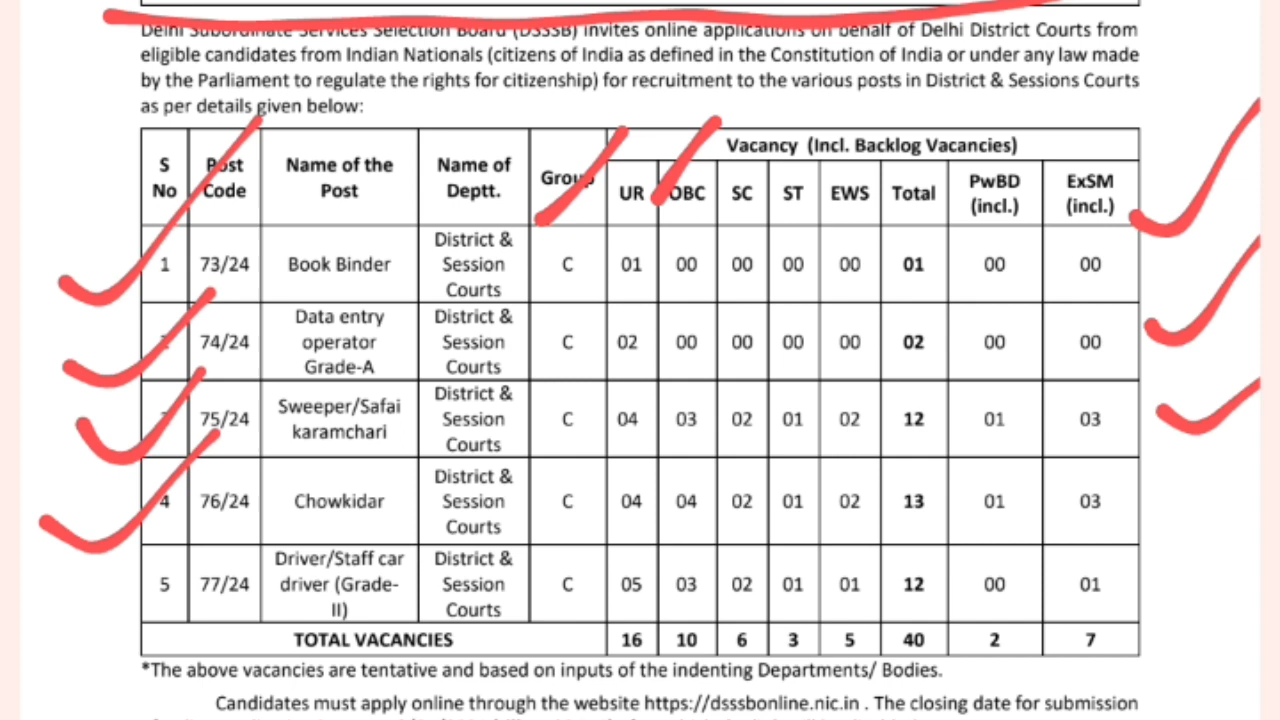 Delhi Subordinate Services Selection Board (DSSSB) invites online applications on behalf of Delhi District Courts from
eligible candidates from Indian Nationals (citizens of India as defined in the Constitution of India or under any law made
by the Parliament to regulate the rights for citizenship) for recruitment to the various posts in District & Sessions Courts
as per details given below:
S No Post Code Name of the Post Name of Deptt. Group Vacancy (Incl. Backlog Vacancies)
UR OBC SC ST EWS Total PwBD (incl.) ExSM (incl.)
1 73/24 Book Binder District & Session Courts C 01 00 00 00 00 01 00 00
2 74/24 Data entry operator Grade-A District & Session Courts C 02 00 00 00 00 02 00 00
3 75/24 Sweeper/Safai karamchari District & Session Courts C 04 03 02 01 02 12 01 03
4 76/24 Chowkidar District & Session Courts C 04 04 02 01 02 13 01 03
5 77/24 Driver/Staff car driver (Grade-II) District & Session Courts C 05 03 02 01 01 12 00 01
TOTAL VACANCIES 16 10 6 3 5 40 2 7
*The above vacancies are tentative and based on inputs of the indenting Departments/ Bodies.
Candidates must apply online through the website https://dsssbonline.nic.in . The closing date for submission